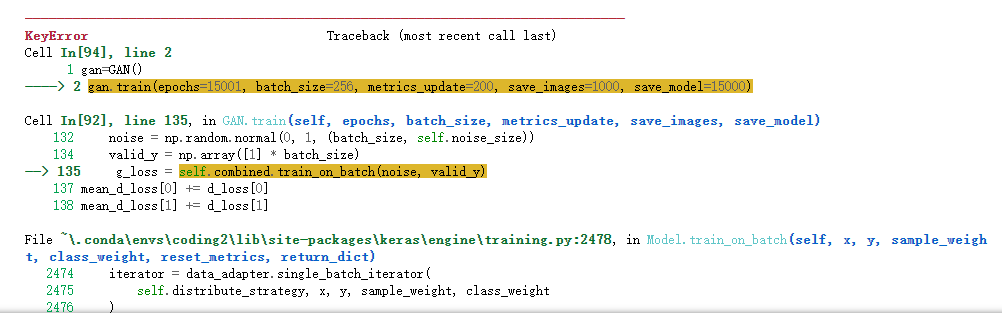 KeyError                                  Traceback (most recent call last)
Cell In[94], line 2
      1 gan=GAN()
----> 2 gan.train(epochs=15001, batch_size=256, metrics_update=200, save_images=1000, save_model=15000)
Cell In[92], line 135, in GAN.train(self, epochs, batch_size, metrics_update, save_images, save_model)
    132     noise = np.random.normal(0, 1, (batch_size, self.noise_size))
    134     valid_y = np.array([1] * batch_size)
--> 135     g_loss = self.combined.train_on_batch(noise, valid_y)
    137 mean_d_loss[0] += d_loss[0]
    138 mean_d_loss[1] += d_loss[1]
File ~\.conda\envs\coding2\lib\site-packages\keras\engine\training.py:2478, in Model.train_on_batch(self, x, y, sample_weigh
t, class_weight, reset_metrics, return_dict)
   2474     iterator = data_adapter.single_batch_iterator(
   2475         self.distribute_strategy, x, y, sample_weight, class_weight
   2476     )